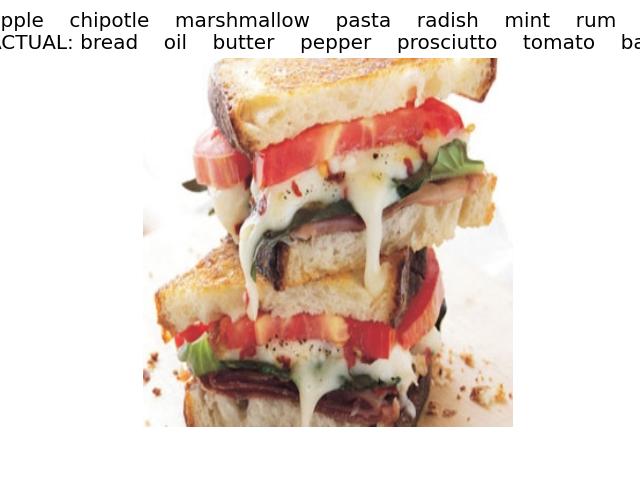 chipotle marshmallow pasta radish mint rum
bread oil butter pepper prosciutto tomato